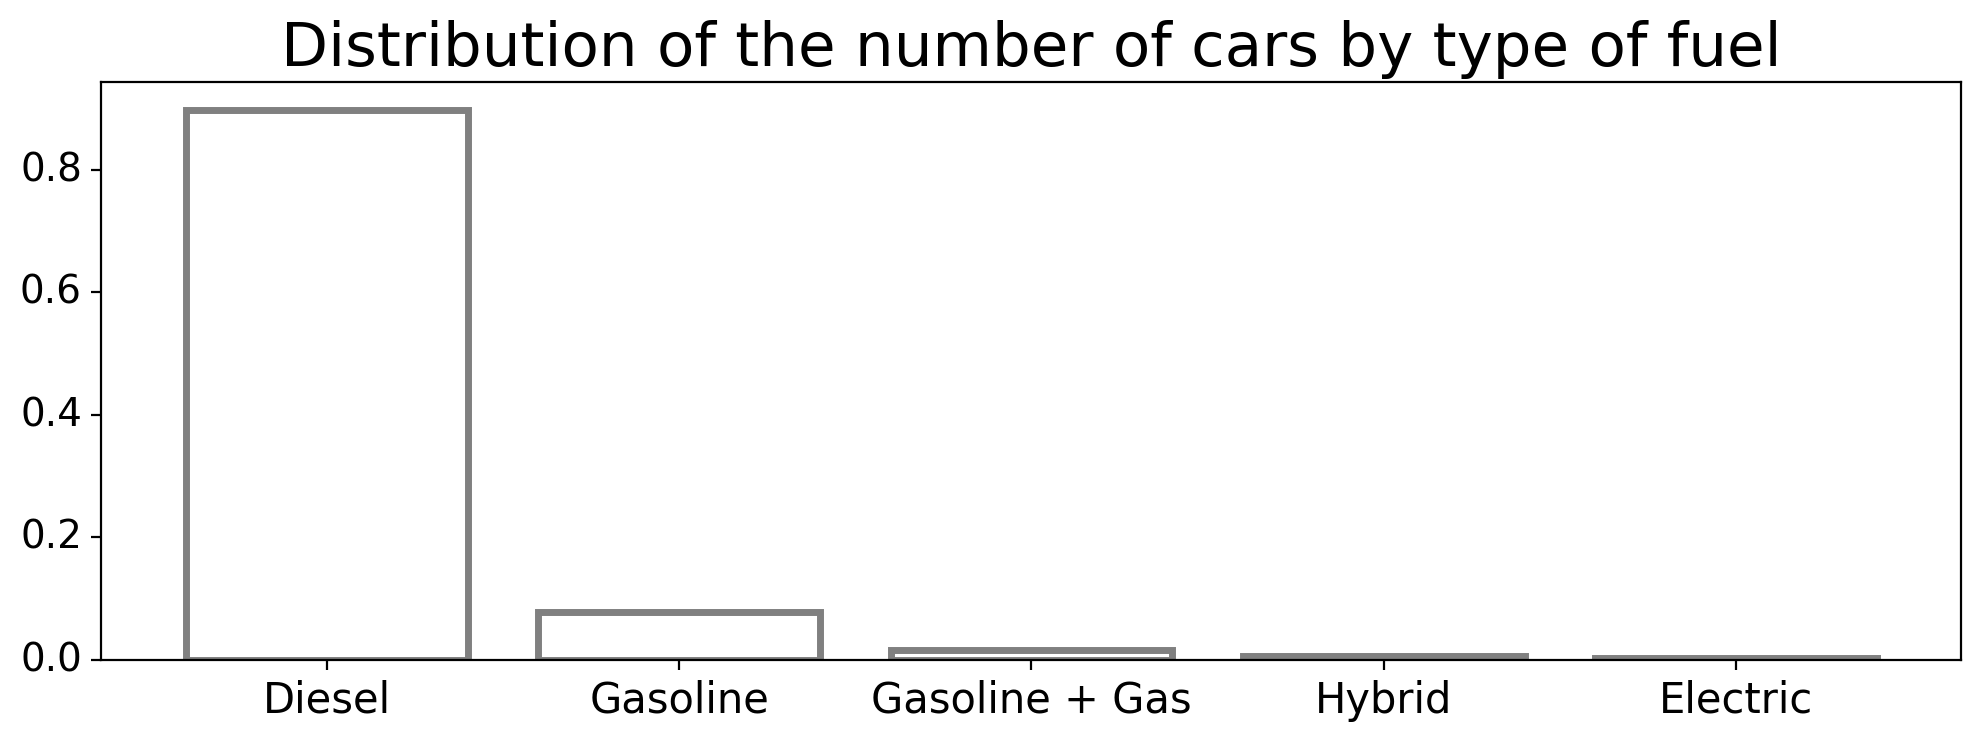 Distribution of the number of cars by type of fuel
0.8
0.6
0.4
0.2
0.0
Diesel Gasoline Gasoline + Gas Hybrid Electric